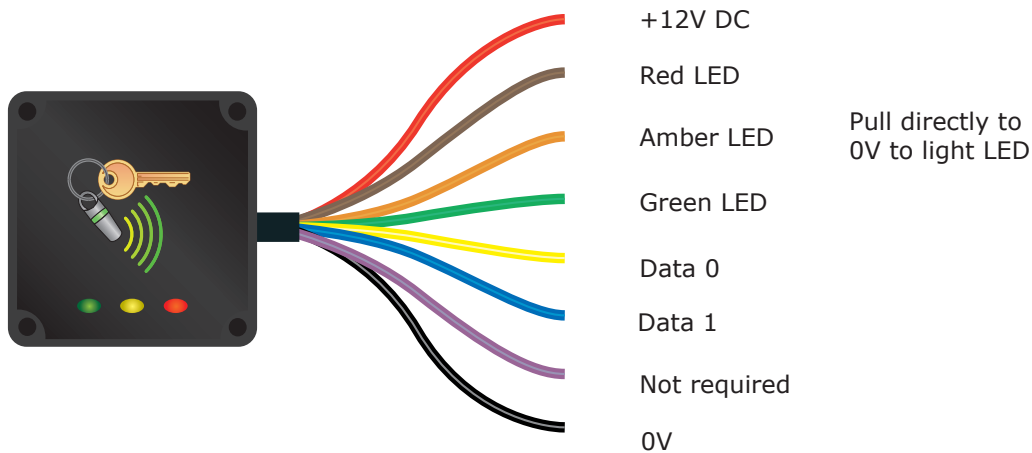 +12V DC
Red LED
Amber LED
Pull directly to
0V to light LED
Green LED
Data 0
Data 1
Not required
0V